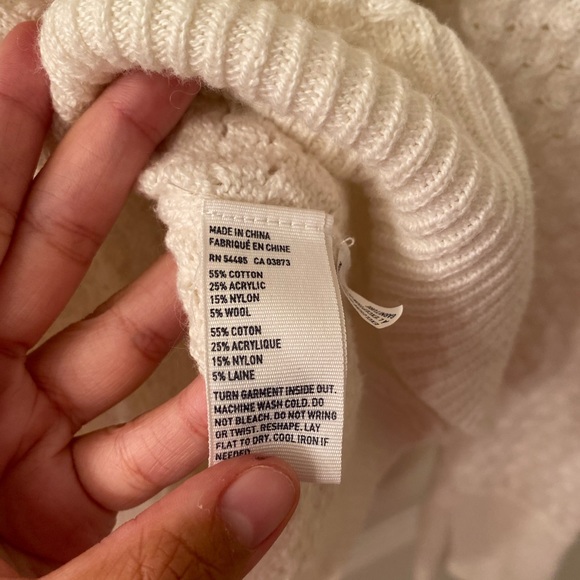 MADE IN CHINA
FABRIQUÉ EN CHINE
RN 54485 CA 03873
55% COTTON
25% ACRYLIC
15% NYLON
5% WOOL
55% COTON
25% ACRYLIQUE
15% NYLON
5% LAINE
TURN GARMENT INSIDE OUT.
MACHINE WASH COLD. DO
NOT BLEACH. DO NOT WRING
OR TWIST. RESHAPE. LAY
FLAT TO DRY. COOL IRON IF
NEEDED.